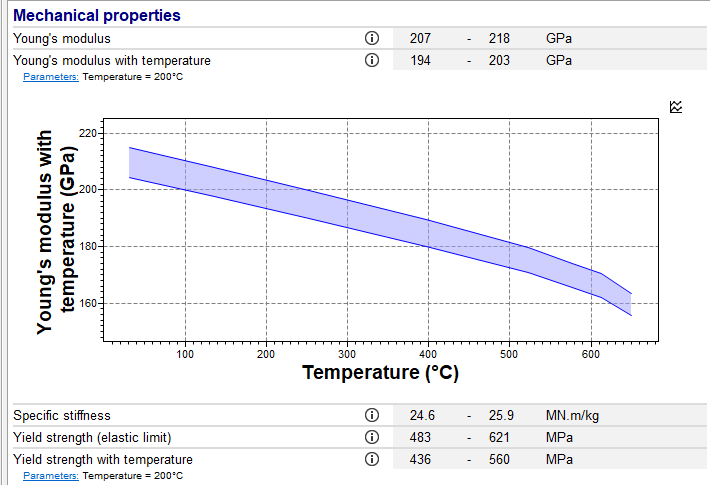 Mechanical properties
Young's modulus 207 - 218 GPa
Young's modulus with temperature 194 - 203 GPa
Parameters: Temperature = 200°C
Young's modulus with
temperature (GPa)
220
200
180
160
100 200 300 400 500 600
Temperature (°C)
Specific stiffness 24.6 - 25.9 MN.m/kg
Yield strength (elastic limit) 483 - 621 MPa
Yield strength with temperature 436 - 560 MPa
Parameters: Temperature = 200°C